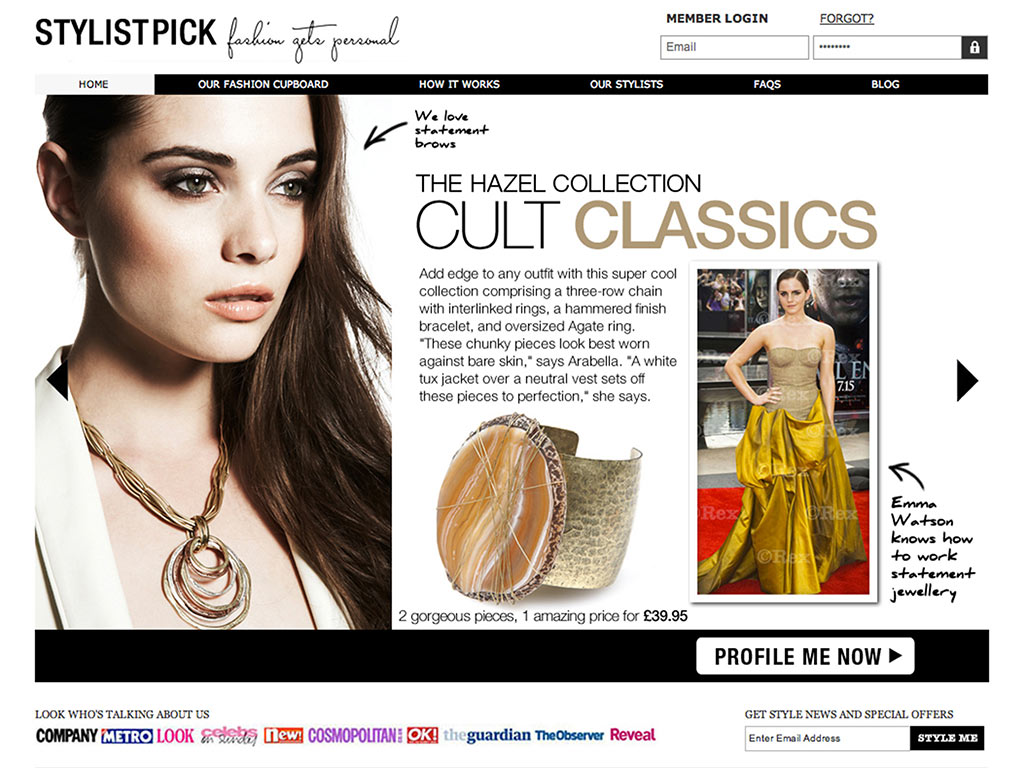 STYLISTPICK fashion gets personal
MEMBER LOGIN
FORGOT?
Email
********
HOME
OUR FASHION CUPBOARD
HOW IT WORKS
OUR STYLISTS
FAQS
BLOG
We love
statement
brows
THE HAZEL COLLECTION
CULT CLASSICS
Add edge to any outfit with this super cool
collection comprising a three-row chain
with interlinked rings, a hammered finish
bracelet, and oversized Agate ring.
"These chunky pieces look best worn
against bare skin," says Arabella. "A white
tux jacket over a neutral vest sets off
these pieces to perfection," she says.
7.15
©Rex
©Rex
©Rex
Emma
Watson
knows how
to work
statement
jewellery
2 gorgeous pieces, 1 amazing price for £39.95
PROFILE ME NOW
LOOK WHO'S TALKING ABOUT US
COMPANY METRO LOOK celebs on sunday new! COSMOPOLITAN OK! theguardian TheObserver Reveal
GET STYLE NEWS AND SPECIAL OFFERS
Enter Email Address
STYLE ME